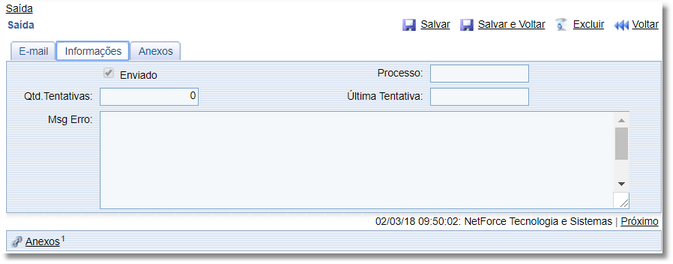 Saída
Saída Salvar Salvar e Voltar Excluir Voltar
E-mail Informações Anexos
Enviado Processo:
Qtd.Tentativas: 0 Última Tentativa:
Msg Erro:
02/03/18 09:50:02: NetForce Tecnologia e Sistemas | Próximo
Anexos 1